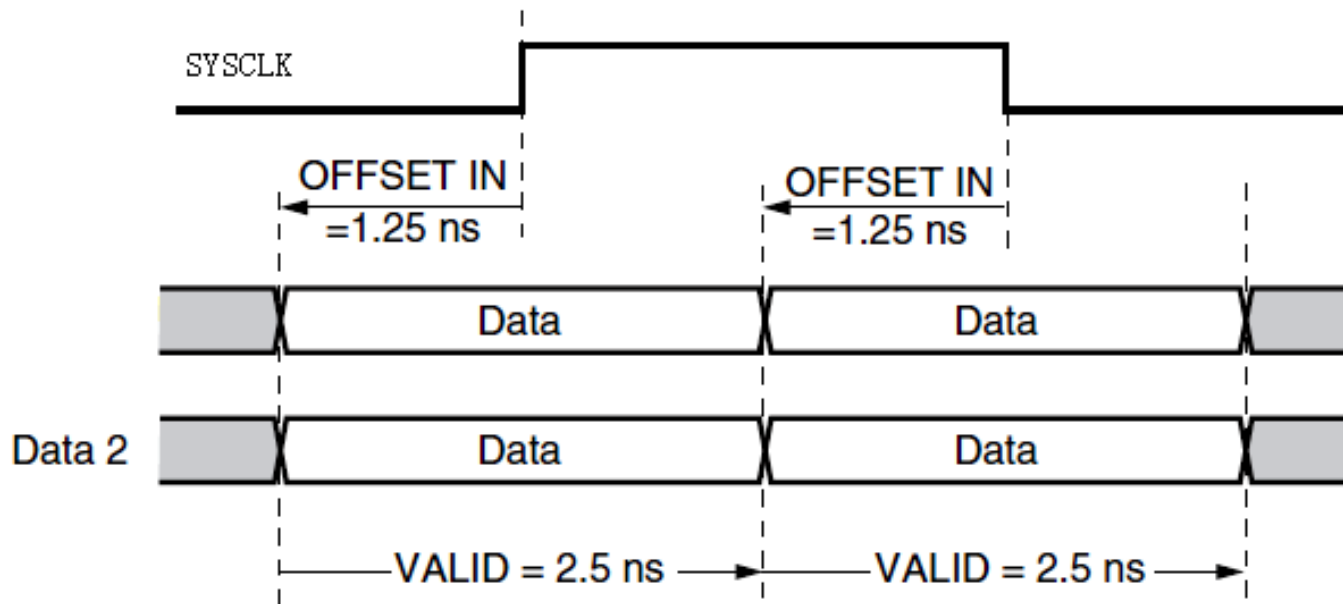 SYSCLK
OFFSET IN
=1.25 ns
OFFSET IN
=1.25 ns
Data
Data
Data 2
Data
Data
VALID = 2.5 ns
VALID = 2.5 ns